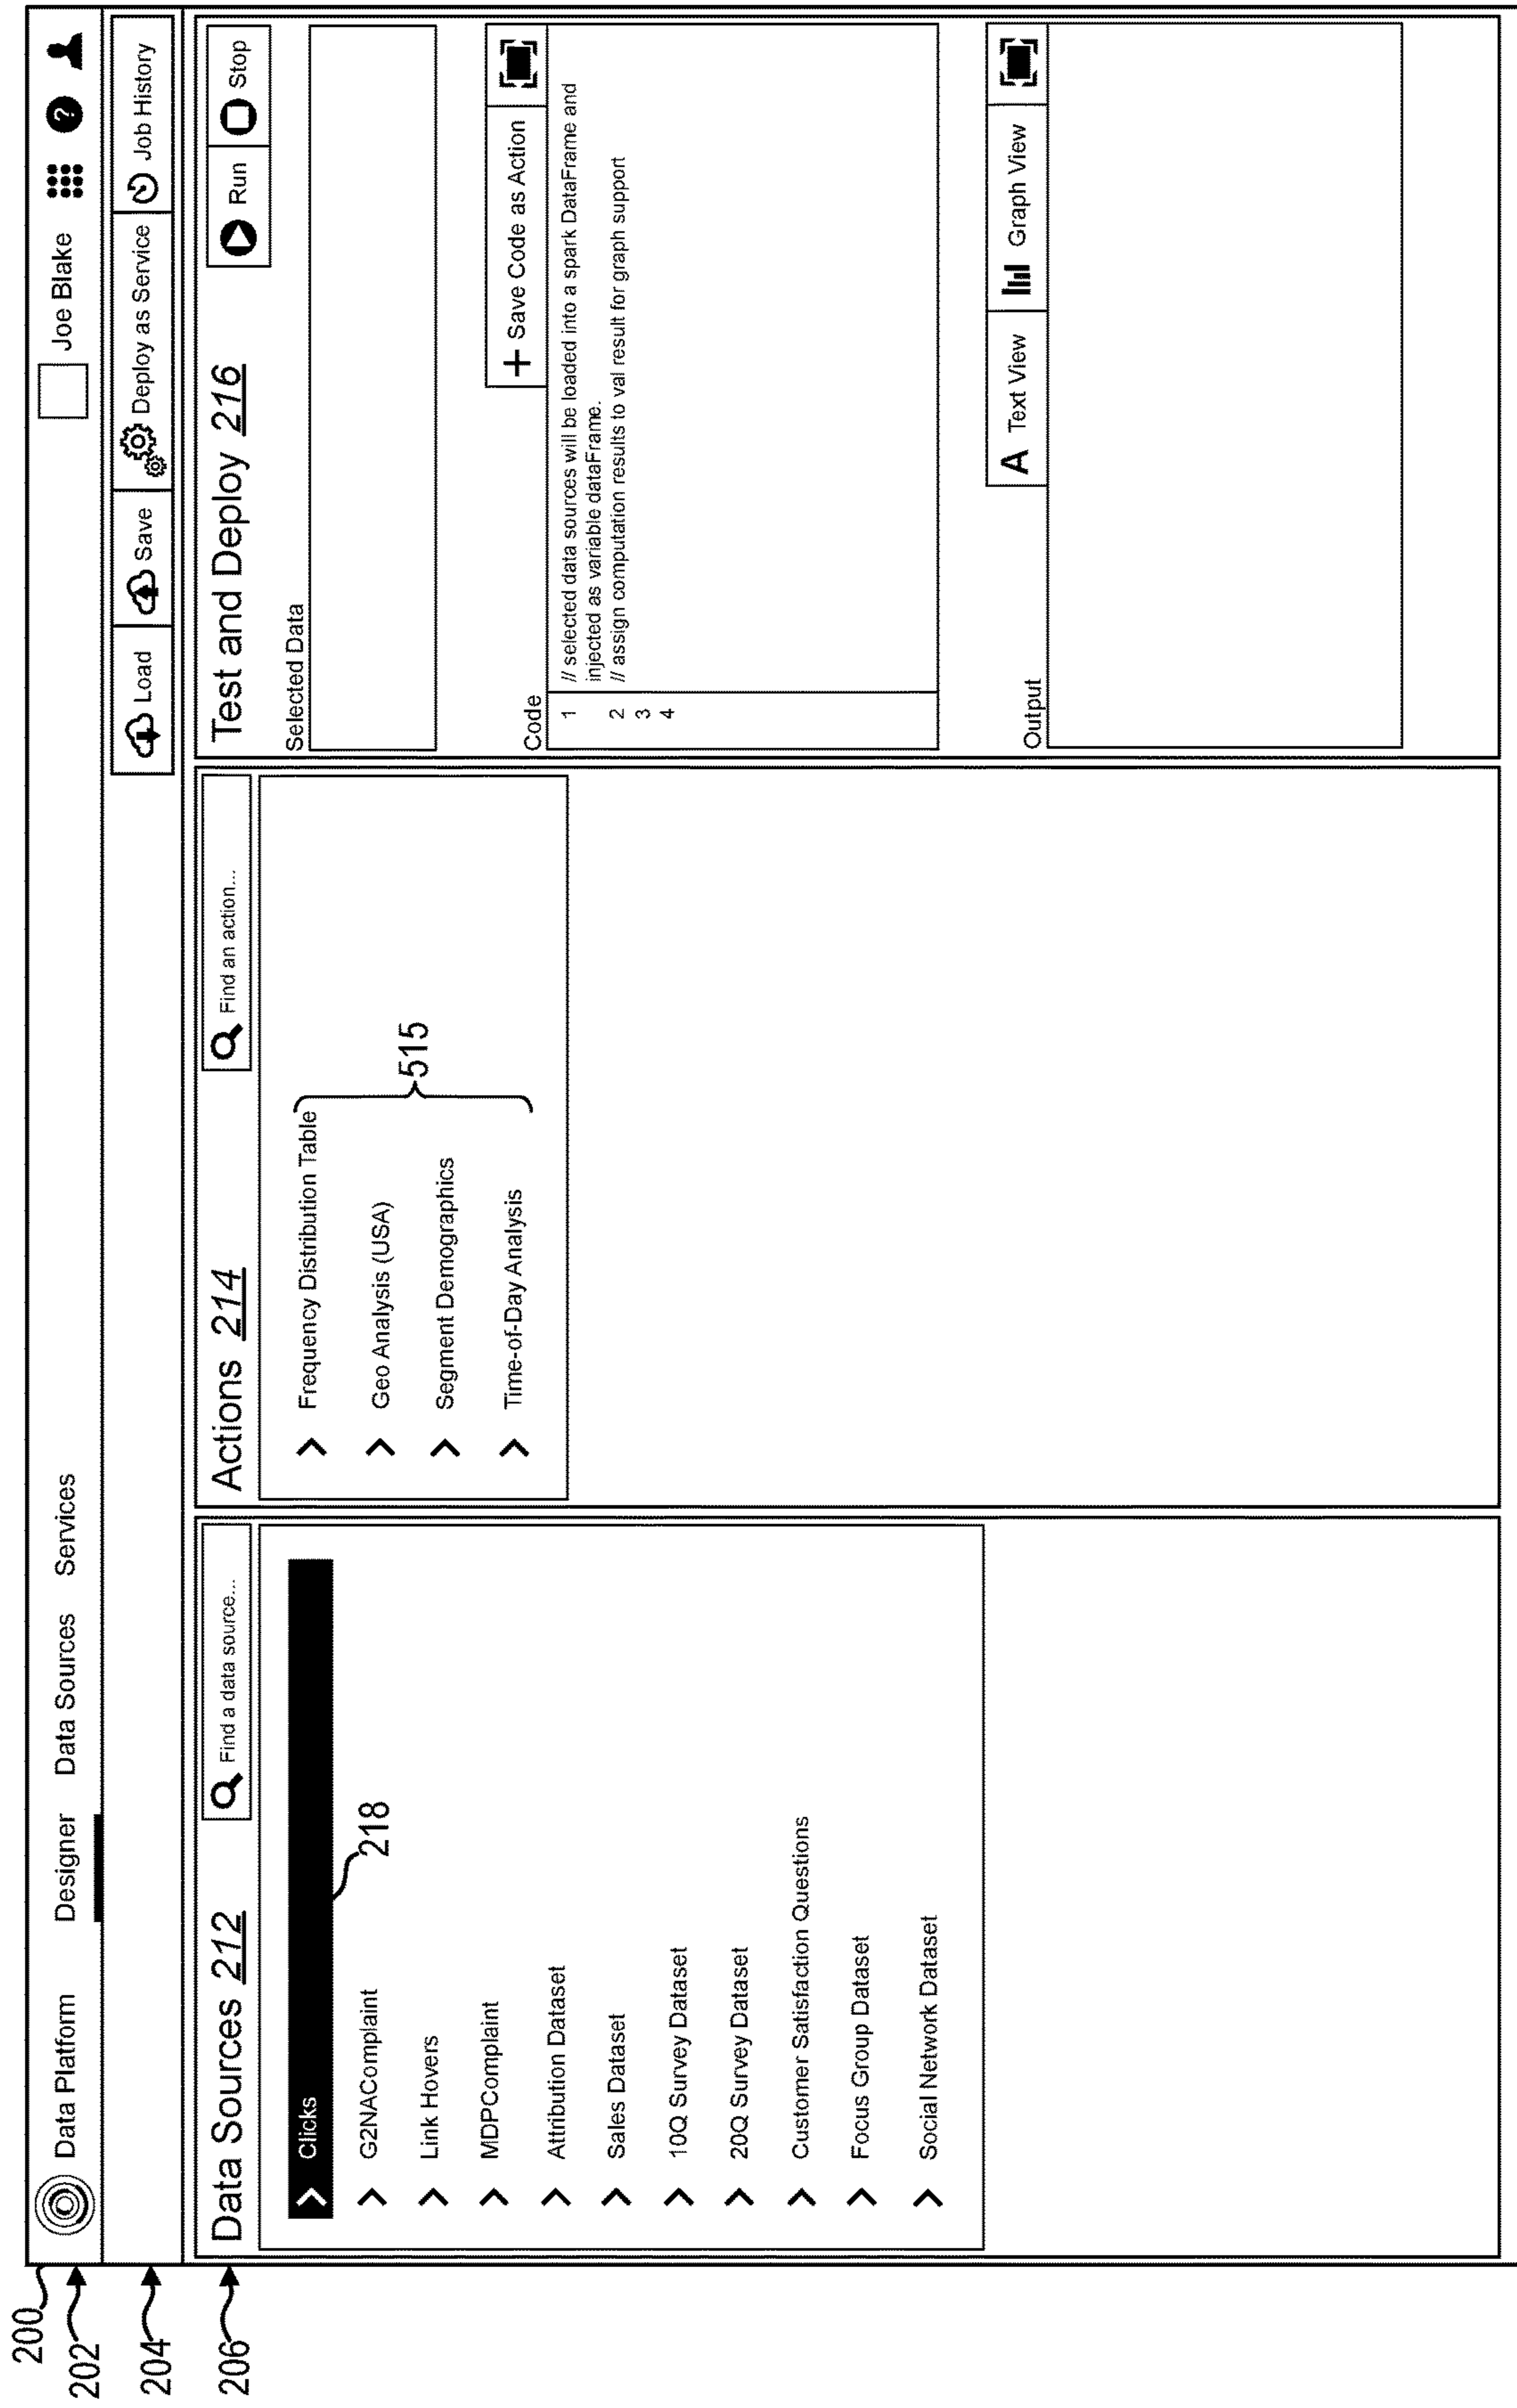 200
202
Data Platform
Designer
Data Sources
Services
Joe Blake
?
204
Load
Save
Deploy as Service
Job History
206
Data Sources 212
Find a data source...
Clicks
218
G2NAComplaint
Link Hovers
MDPComplaint
Attribution Dataset
Sales Dataset
10Q Survey Dataset
20Q Survey Dataset
Customer Satisfaction Questions
Focus Group Dataset
Social Network Dataset
Actions 214
Find an action...
Frequency Distribution Table
Geo Analysis (USA)
Segment Demographics
Time-of-Day Analysis
515
Test and Deploy 216
Run
Stop
Selected Data
Code
+ Save Code as Action
1 // selected data sources will be loaded into a spark DataFrame and
injected as variable dataFrame.
2 // assign computation results to val result for graph support
3
4
Output
A Text View
Graph View